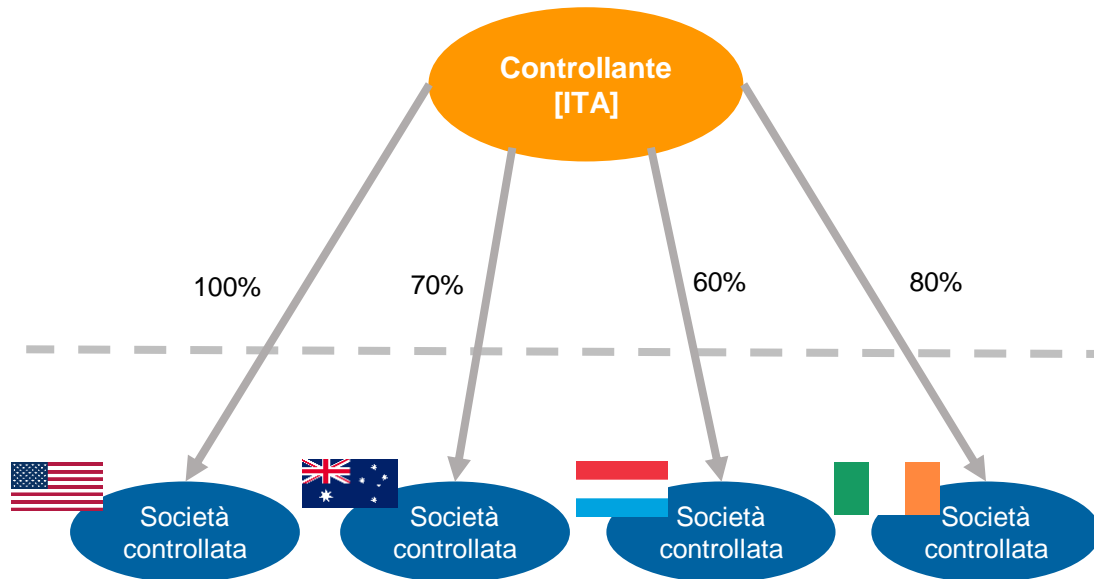 Controllante
[ITA]
100%
70%
60%
80%
Società
controllata
Società
controllata
Società
controllata
Società
controllata